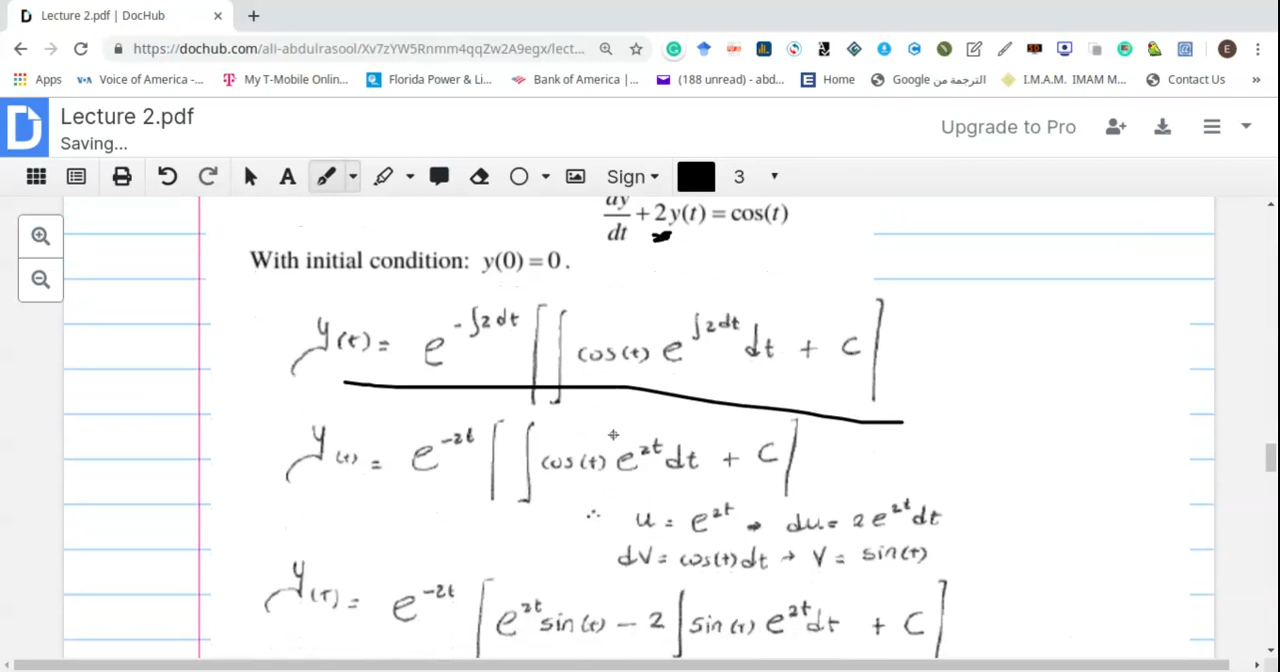 Lecture 2.pdf | DocHub
https://dochub.com/ali-abdulrasool/Xv7zYW5Rnmm4qqZw2A9egx/lect...
Apps Voice of America -... My T-Mobile Onlin... Florida Power & Li... Bank of America |... (188 unread) - abd... Home الترجمة من Google I.M.A.M. IMAM M... Contact Us »
Lecture 2.pdf
Saving...
Upgrade to Pro
A Sign 3
dy/dt + 2y(t) = cos(t)
With initial condition: y(0) = 0.
y(t) = e^{-∫2dt} [∫ cos(t) e^{∫2dt} dt + C]
y(t) = e^{-2t} [∫ cos(t) e^{2t} dt + C]
∴ u = e^{2t} → du = 2e^{2t}dt
dV = cos(t)dt → V = sin(t)
y(t) = e^{-2t} [e^{2t} sin(t) - 2 ∫ sin(t) e^{2t}dt + C]